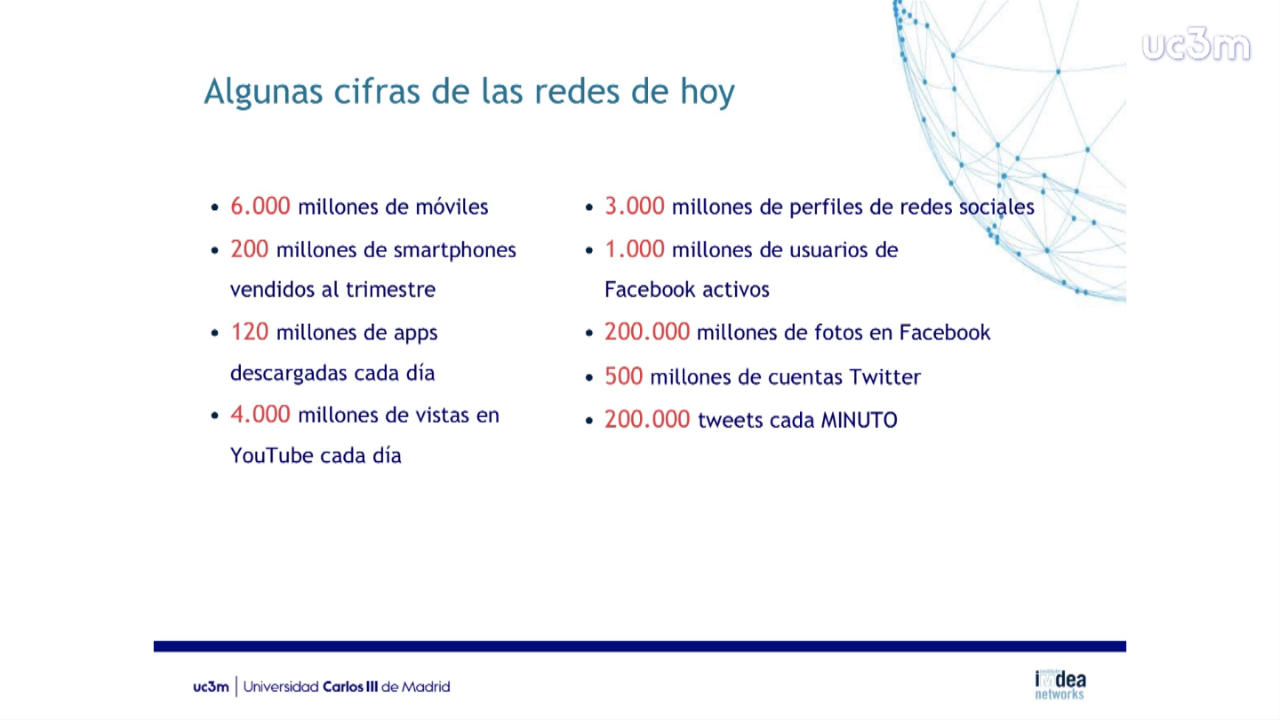 uc3m
Algunas cifras de las redes de hoy
• 6.000 millones de móviles
• 200 millones de smartphones
vendidos al trimestre
• 120 millones de apps
descargadas cada día
• 4.000 millones de vistas en
YouTube cada día
• 3.000 millones de perfiles de redes sociales
• 1.000 millones de usuarios de
Facebook activos
• 200.000 millones de fotos en Facebook
• 500 millones de cuentas Twitter
• 200.000 tweets cada MINUTO
uc3m | Universidad Carlos III de Madrid
institute
imdea
networks